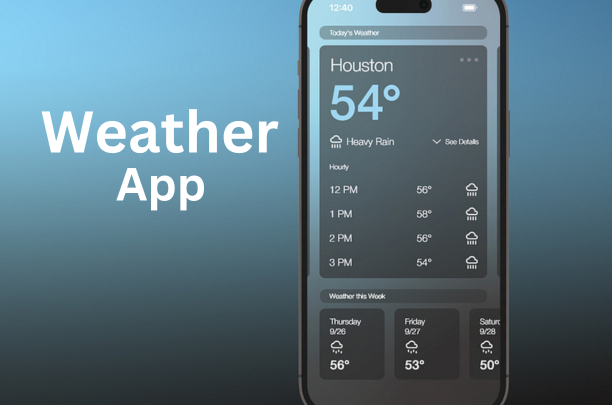 Weather
App
12:40
Today's Weather
Houston
54°
Heavy Rain See Details
Hourly
12 PM 56°
1 PM 58°
2 PM 56°
3 PM 54°
Weather this Week
Thursday
9/26
56°
Friday
9/27
53°
9/28
50°